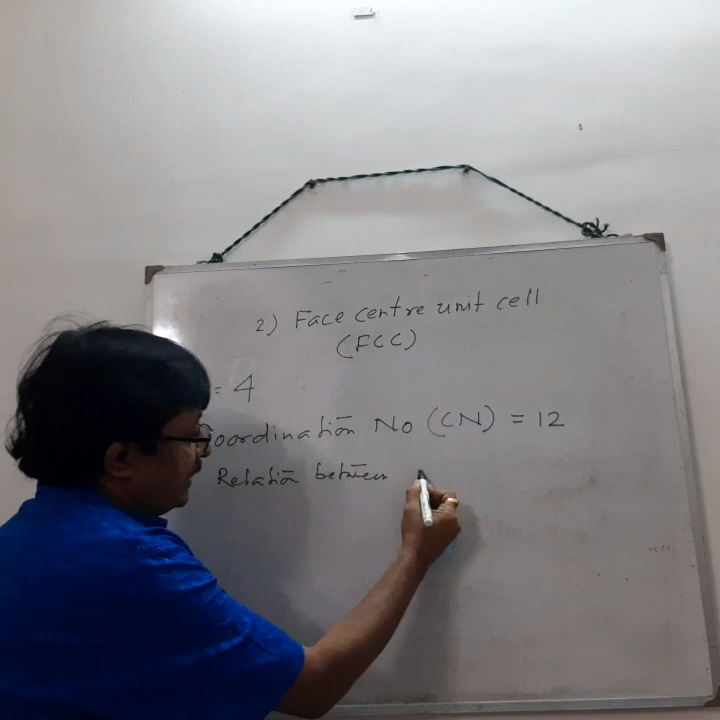 2) Face centre unit cell
(FCC)
= 4
Coordination No (CN) = 12
Relation between